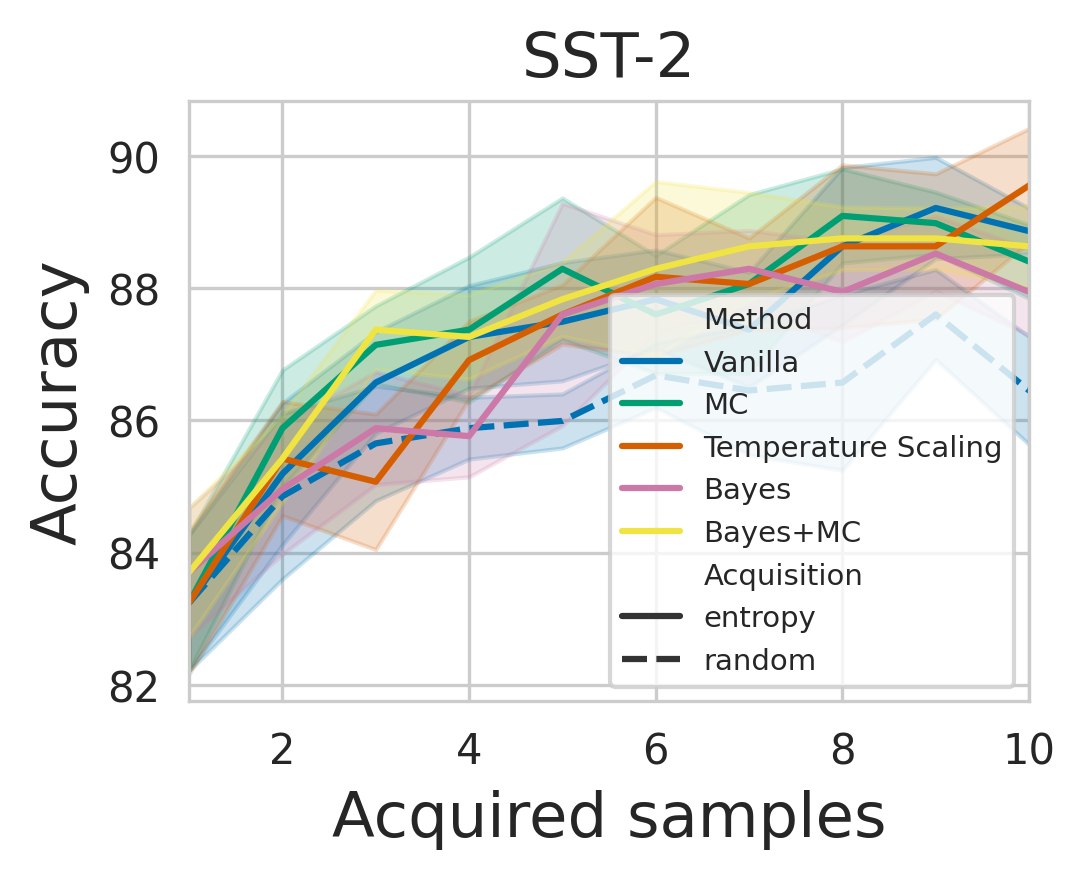 SST-2
Accuracy
90
88
86
84
82
Method
Vanilla
MC
Temperature Scaling
Bayes
Bayes+MC
Acquisition
entropy
random
2 4 6 8 10
Acquired samples